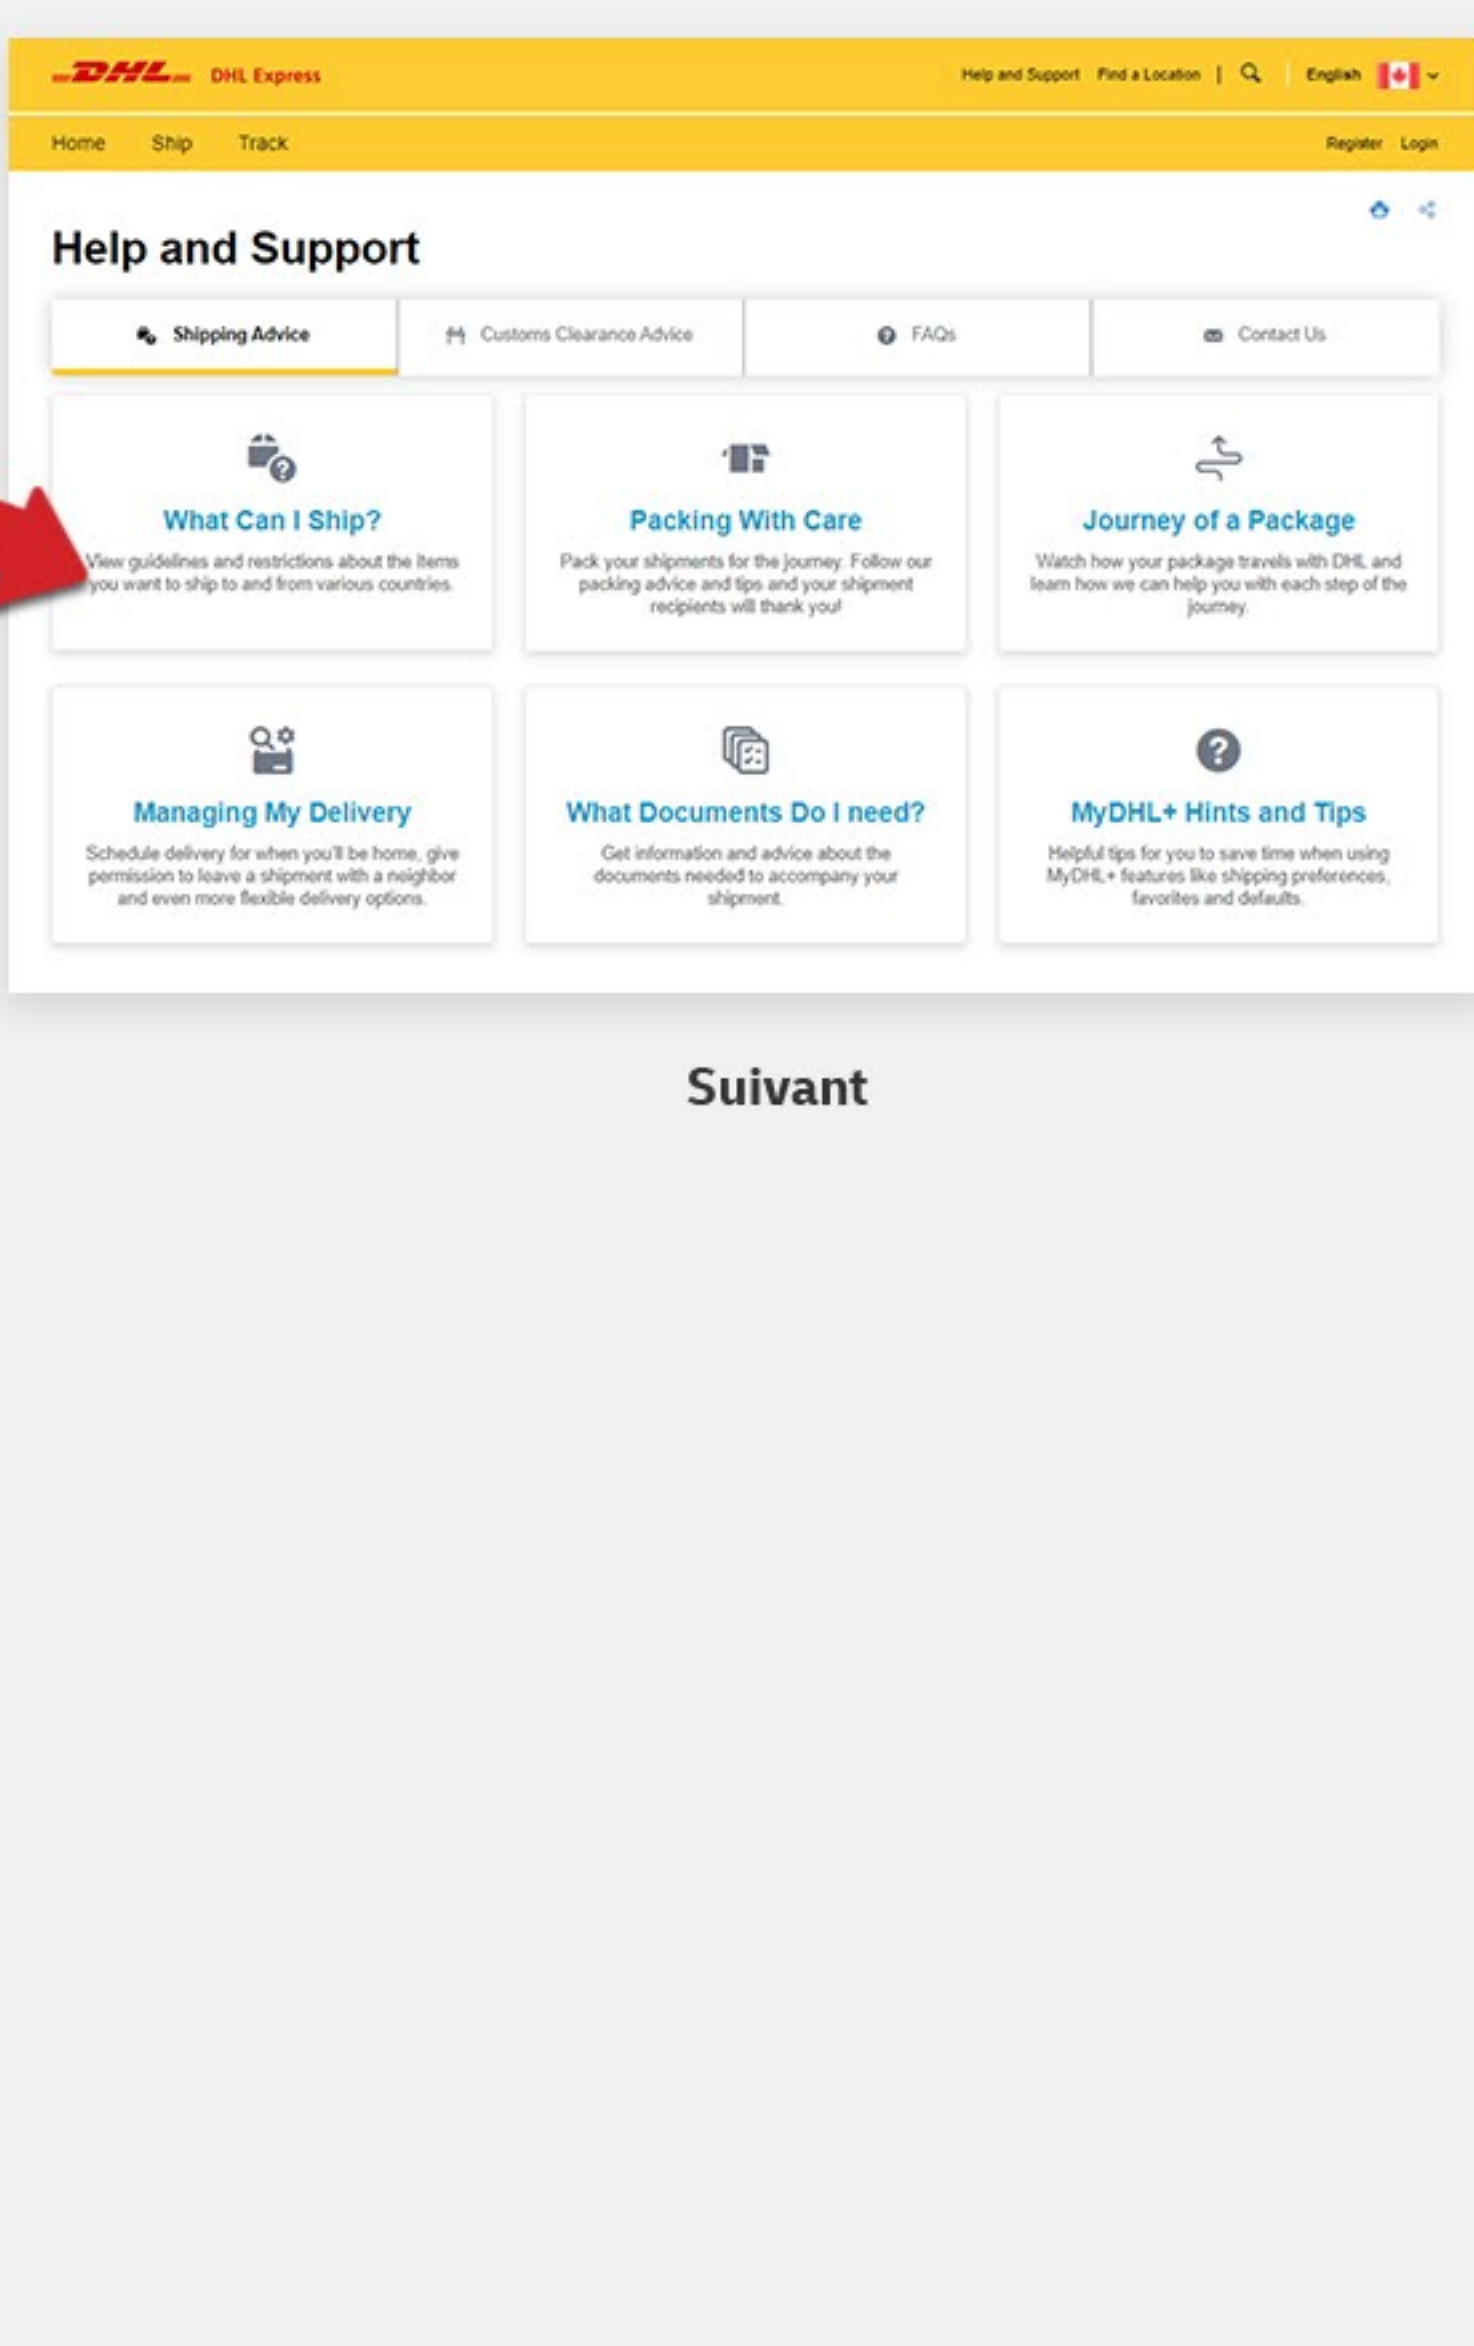 DHL DHL Express Help and Support Find a Location | English
Home Ship Track Register Login
Help and Support
Shipping Advice Customs Clearance Advice FAQs Contact Us
What Can I Ship?
View guidelines and restrictions about the items
you want to ship to and from various countries.
Packing With Care
Pack your shipments for the journey. Follow our
packing advice and tips and your shipment
recipients will thank you!
Journey of a Package
Watch how your package travels with DHL and
learn how we can help you with each step of the
journey.
Managing My Delivery
Schedule delivery for when you'll be home, give
permission to leave a shipment with a neighbor
and even more flexible delivery options.
What Documents Do I need?
Get information and advice about the
documents needed to accompany your
shipment.
MyDHL+ Hints and Tips
Helpful tips for you to save time when using
MyDHL+ features like shipping preferences,
favorites and defaults.
Suivant